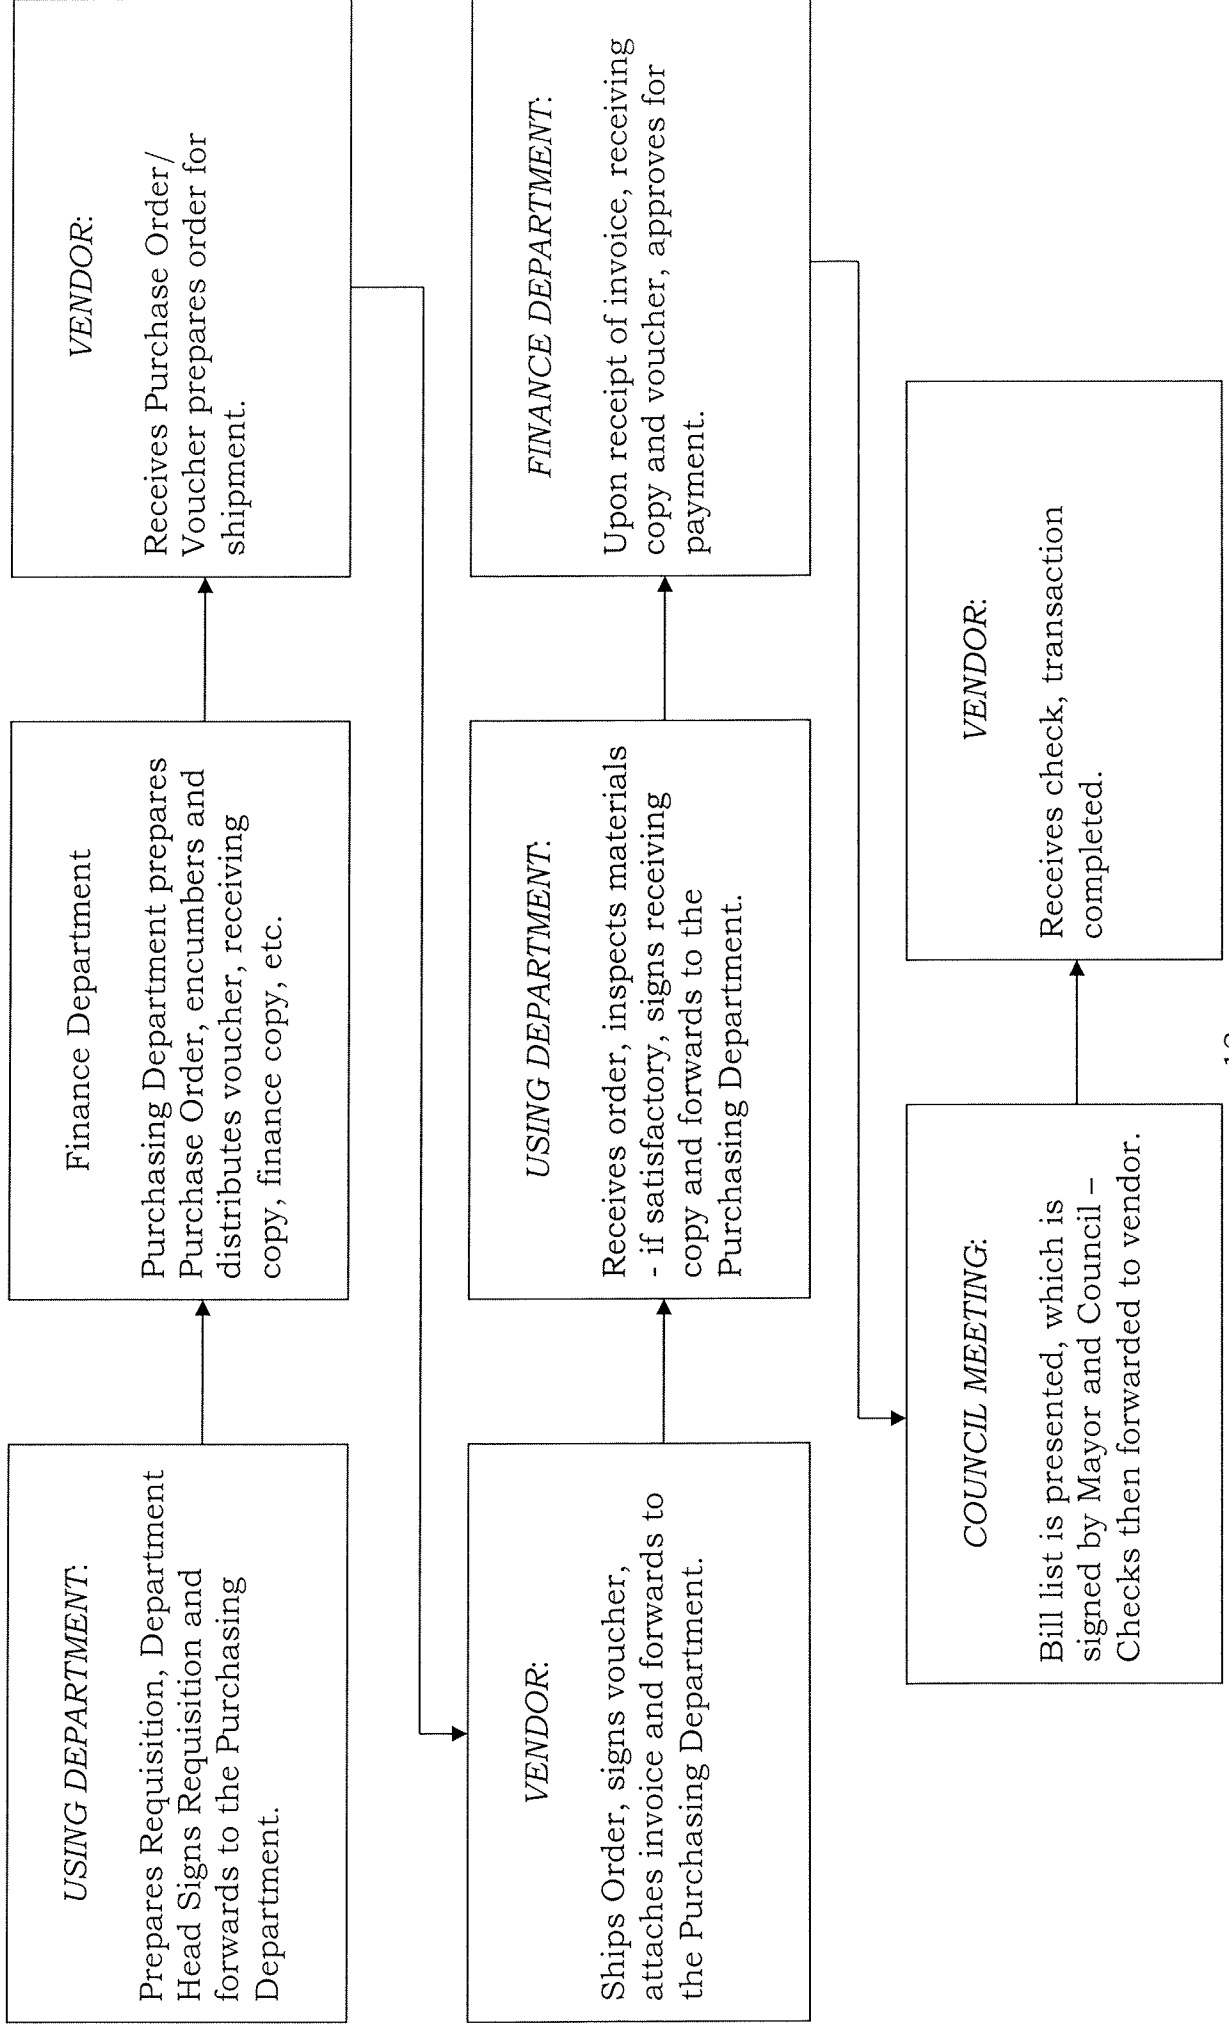 USING DEPARTMENT:
Prepares Requisition, Department
Head Signs Requisition and
forwards to the Purchasing
Department.
Finance Department
Purchasing Department prepares
Purchase Order, encumbers and
distributes voucher, receiving
copy, finance copy, etc.
VENDOR:
Receives Purchase Order/
Voucher prepares order for
shipment.
VENDOR:
Ships Order, signs voucher,
attaches invoice and forwards to
the Purchasing Department.
USING DEPARTMENT:
Receives order, inspects materials
- if satisfactory, signs receiving
copy and forwards to the
Purchasing Department.
FINANCE DEPARTMENT:
Upon receipt of invoice, receiving
copy and voucher, approves for
payment.
COUNCIL MEETING:
Bill list is presented, which is
signed by Mayor and Council –
Checks then forwarded to vendor.
VENDOR:
Receives check, transaction
completed.